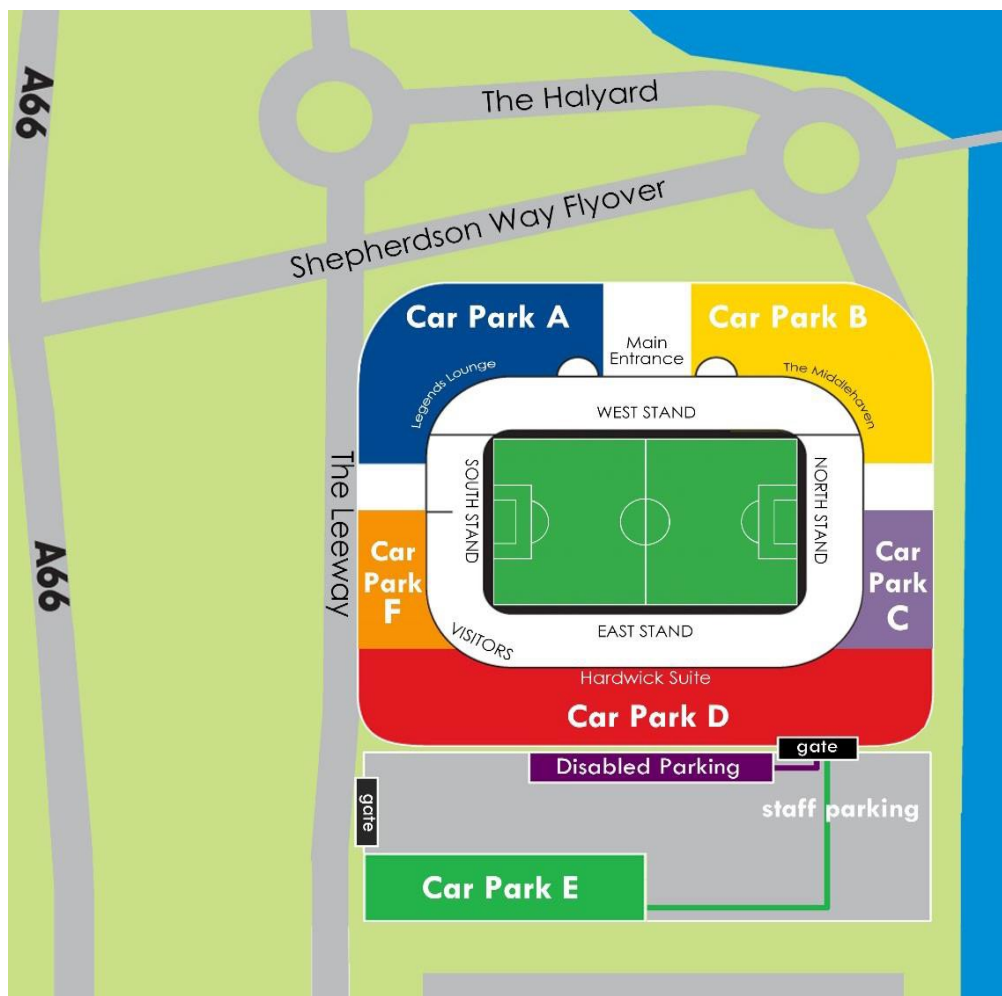 A66
The Halyard
Shepherdson Way Flyover
Car Park A
Car Park B
Main
Entrance
Legends Lounge
The Middlehaven
WEST STAND
The Leeway
SOUTH STAND
NORTH STAND
A66
Car
Park
F
Car
Park
C
VISITORS
EAST STAND
Hardwick Suite
Car Park D
gate
Disabled Parking
gate
staff parking
Car Park E